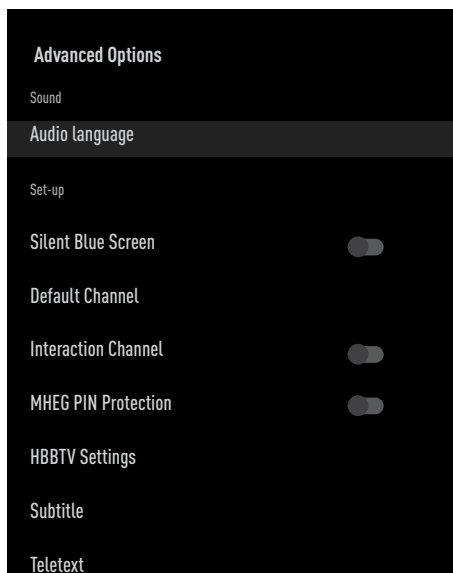 Advanced Options
Sound
Audio language
Set-up
Silent Blue Screen
Default Channel
Interaction Channel
MHEG PIN Protection
HBBTV Settings
Subtitle
Teletext